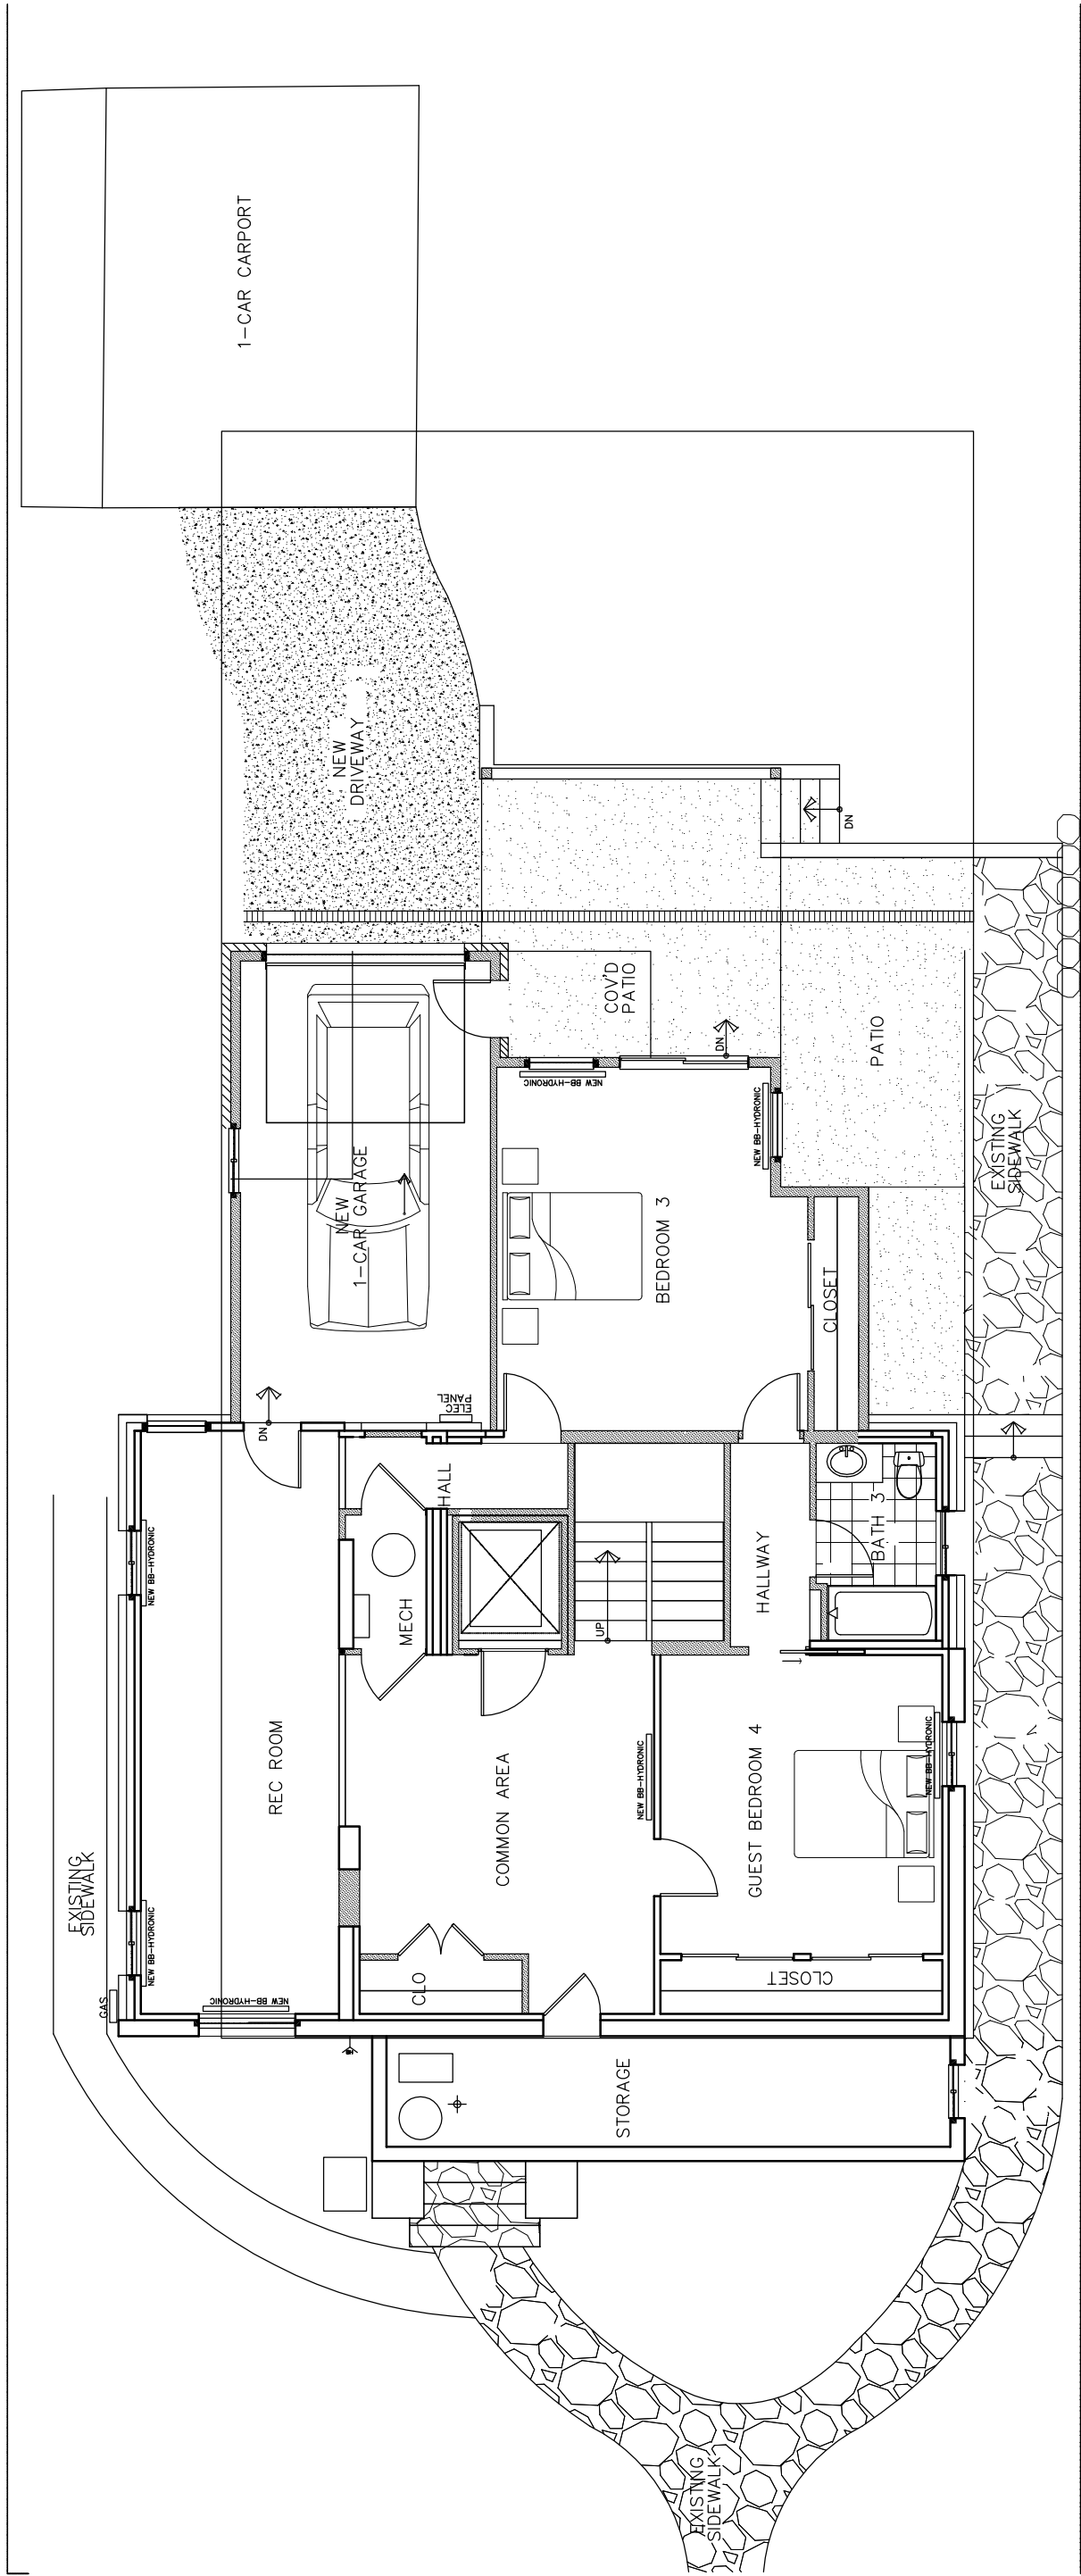 1-CAR CARPORT
NEW
DRIVEWAY
DN
COV'D
PATIO
DN
PATIO
NEW BB-HYDRONIC
NEW BB-HYDRONIC
EXISTING
SIDEWALK
NEW
1-CAR GARAGE
BEDROOM 3
CLOSET
ELEC
PANEL
DN
HALL
BATH 3
HALLWAY
MECH
UP
NEW BB-HYDRONIC
REC ROOM
COMMON AREA
NEW BB-HYDRONIC
GUEST BEDROOM 4
NEW BB-HYDRONIC
EXISTING
SIDEWALK
NEW BB-HYDRONIC
NEW BB-HYDRONIC
GAS
CLO
CLOSET
STORAGE
EXISTING
SIDEWALK